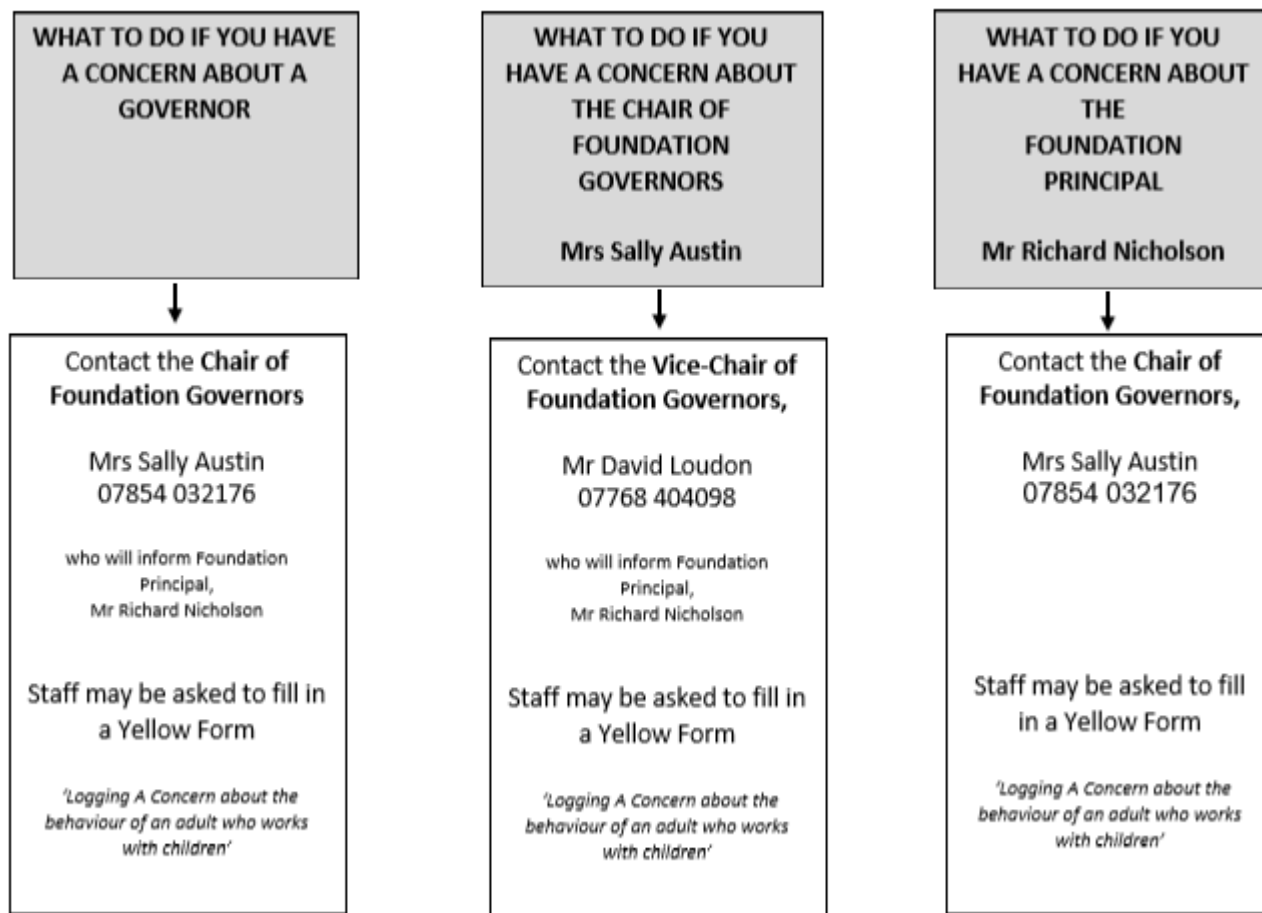 WHAT TO DO IF YOU HAVE
A CONCERN ABOUT A
GOVERNOR
Contact the Chair of
Foundation Governors
Mrs Sally Austin
07854 032176
who will inform Foundation
Principal,
Mr Richard Nicholson
Staff may be asked to fill in
a Yellow Form
‘Logging A Concern about the
behaviour of an adult who works
with children’
WHAT TO DO IF YOU
HAVE A CONCERN ABOUT
THE CHAIR OF
FOUNDATION
GOVERNORS
Mrs Sally Austin
Contact the Vice-Chair of
Foundation Governors,
Mr David Loudon
07768 404098
who will inform Foundation
Principal,
Mr Richard Nicholson
Staff may be asked to fill in
a Yellow Form
‘Logging A Concern about the
behaviour of an adult who works
with children’
WHAT TO DO IF YOU
HAVE A CONCERN ABOUT
THE
FOUNDATION
PRINCIPAL
Mr Richard Nicholson
Contact the Chair of
Foundation Governors,
Mrs Sally Austin
07854 032176
Staff may be asked to fill
in a Yellow Form
‘Logging A Concern about the
behaviour of an adult who works
with children’